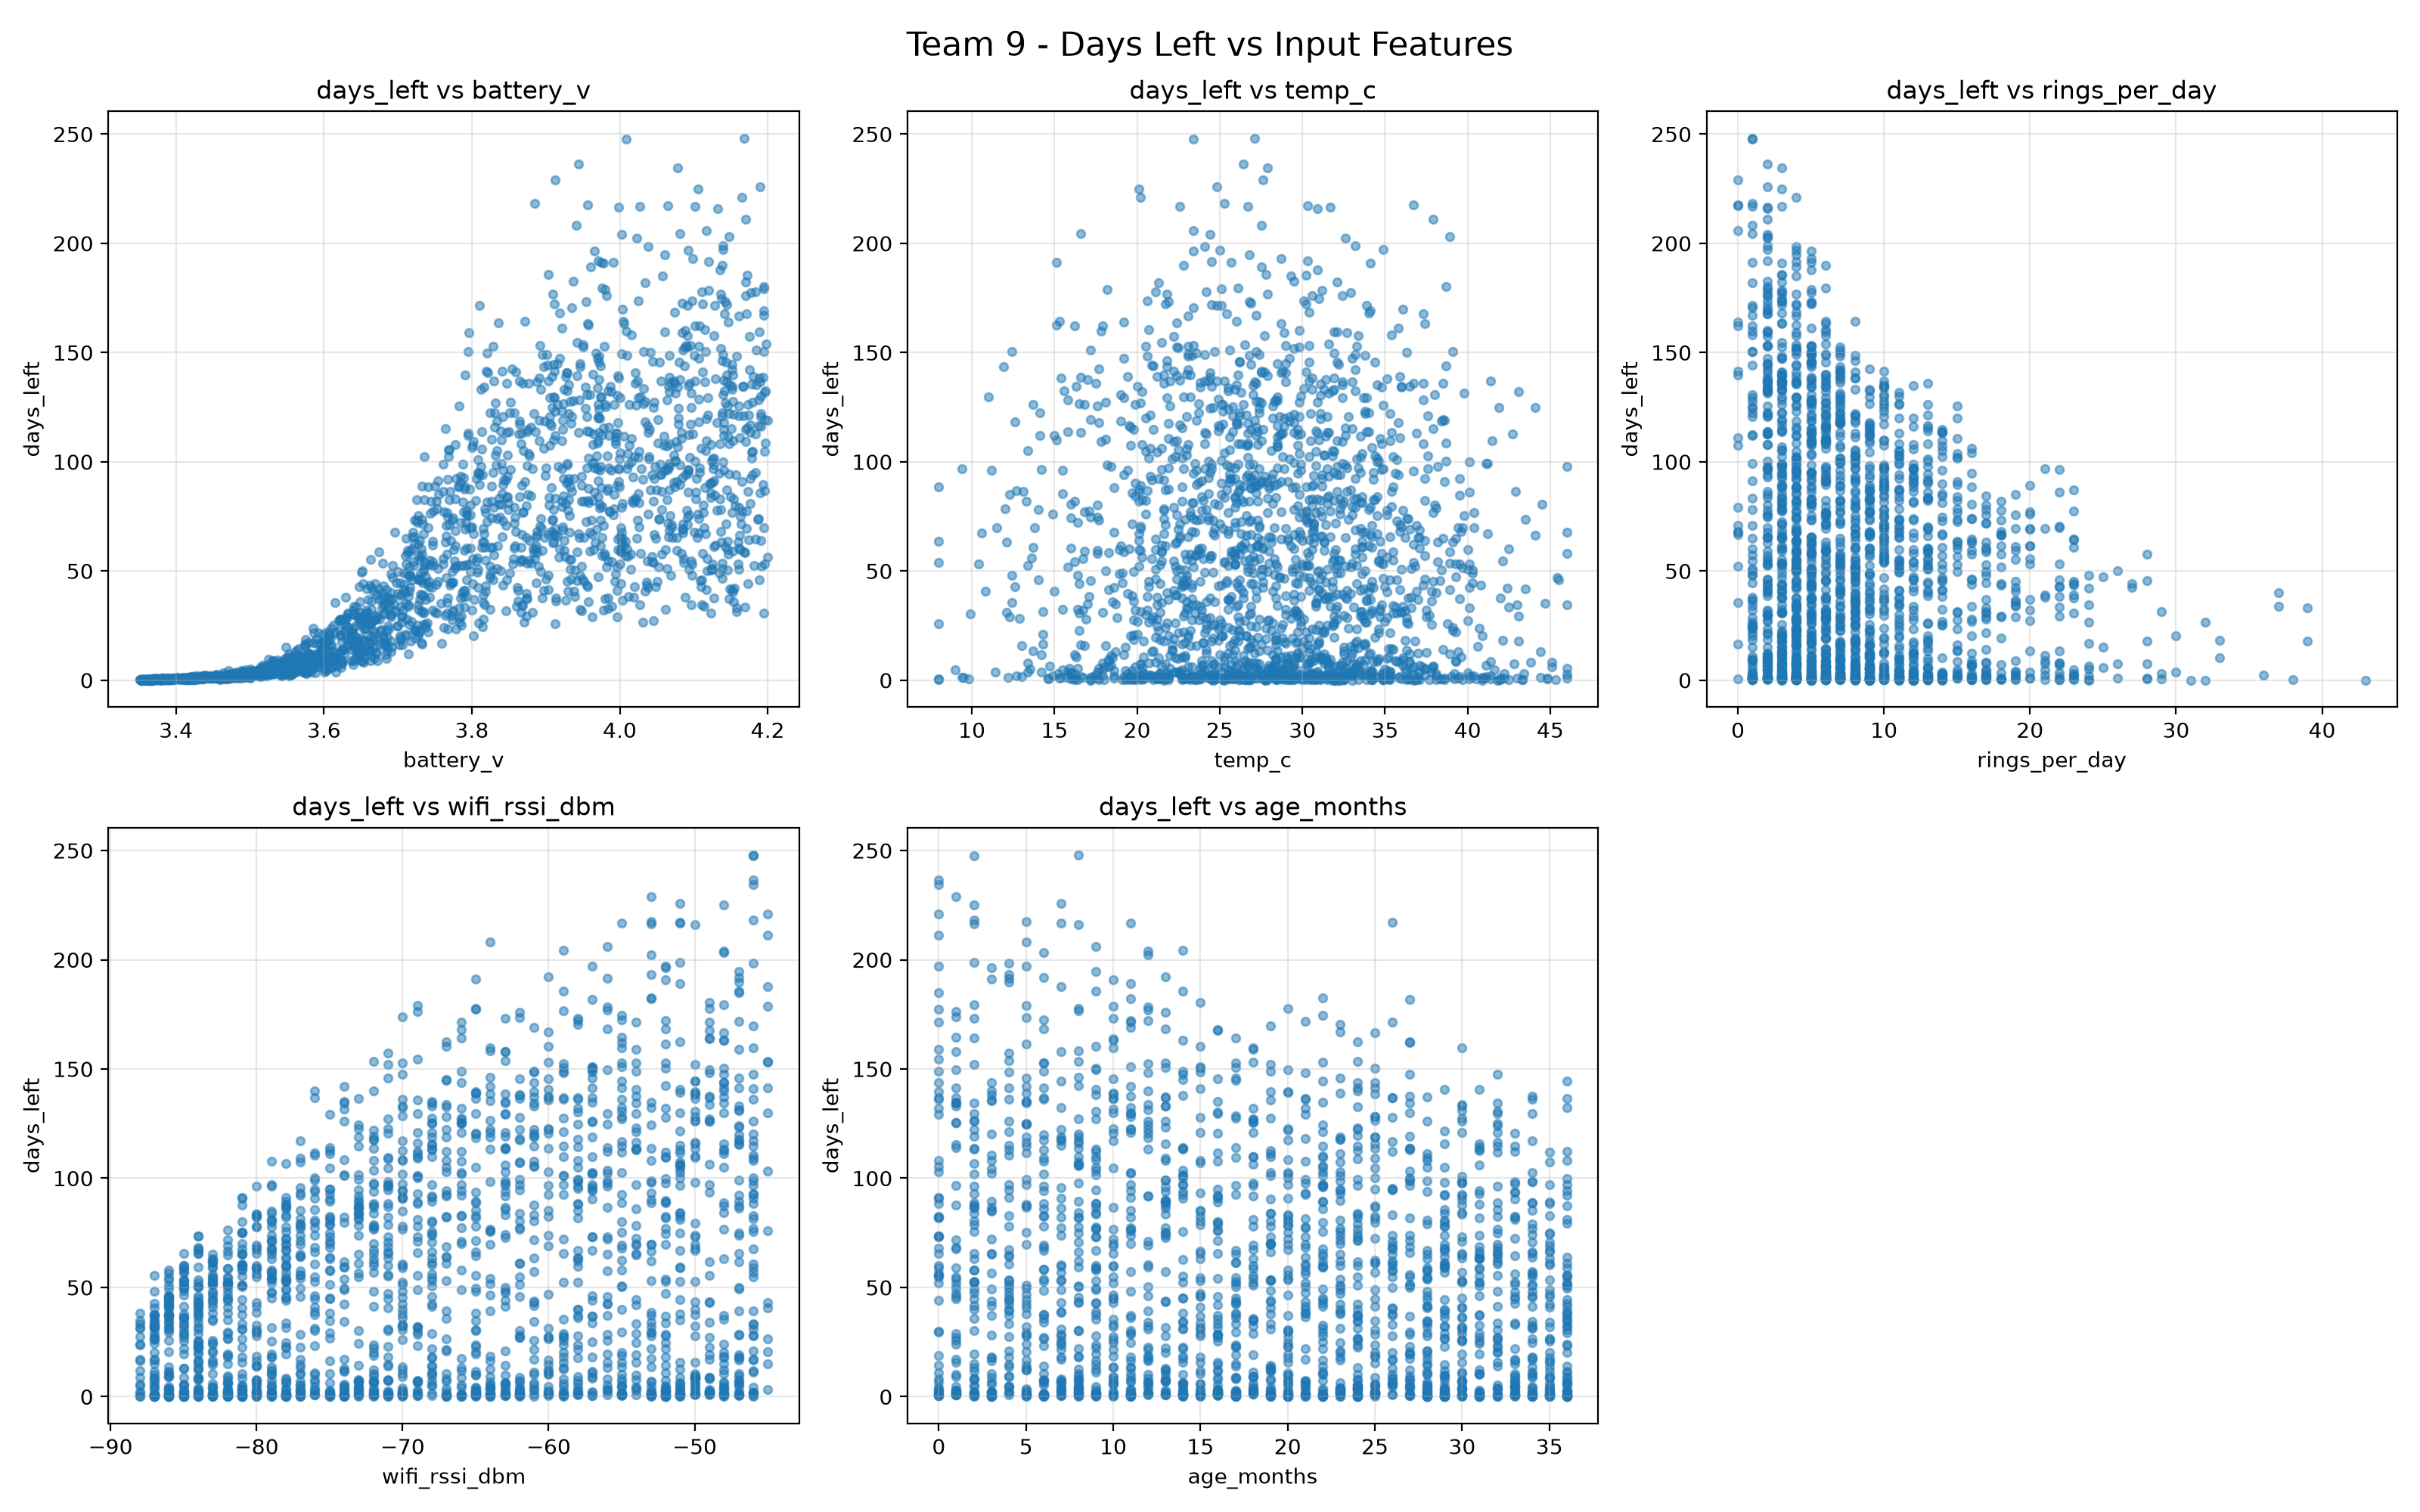 Team 9 - Days Left vs Input Features
days_left vs battery_v
250
200
150
100
50
0
days_left
3.4 3.6 3.8 4.0 4.2
battery_v
days_left vs temp_c
250
200
150
100
50
0
days_left
10 15 20 25 30 35 40 45
temp_c
days_left vs rings_per_day
250
200
150
100
50
0
days_left
0 10 20 30 40
rings_per_day
days_left vs wifi_rssi_dbm
250
200
150
100
50
0
days_left
−90 −80 −70 −60 −50
wifi_rssi_dbm
days_left vs age_months
250
200
150
100
50
0
days_left
0 5 10 15 20 25 30 35
age_months